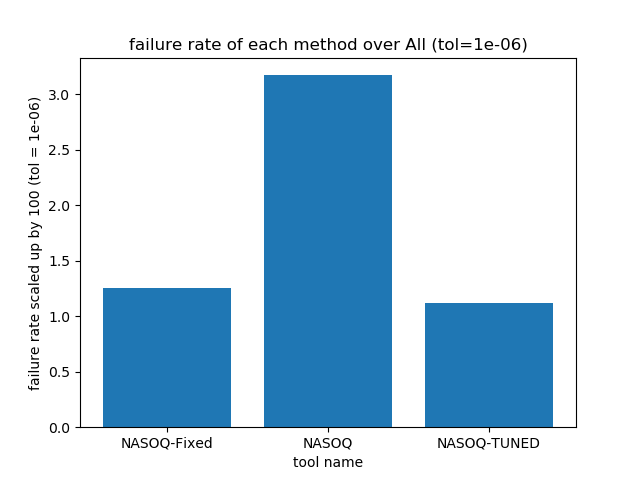 failure rate of each method over All (tol=1e-06)
failure rate scaled up by 100 (tol = 1e-06)
3.0
2.5
2.0
1.5
1.0
0.5
0.0
NASOQ-Fixed
NASOQ
NASOQ-TUNED
tool name